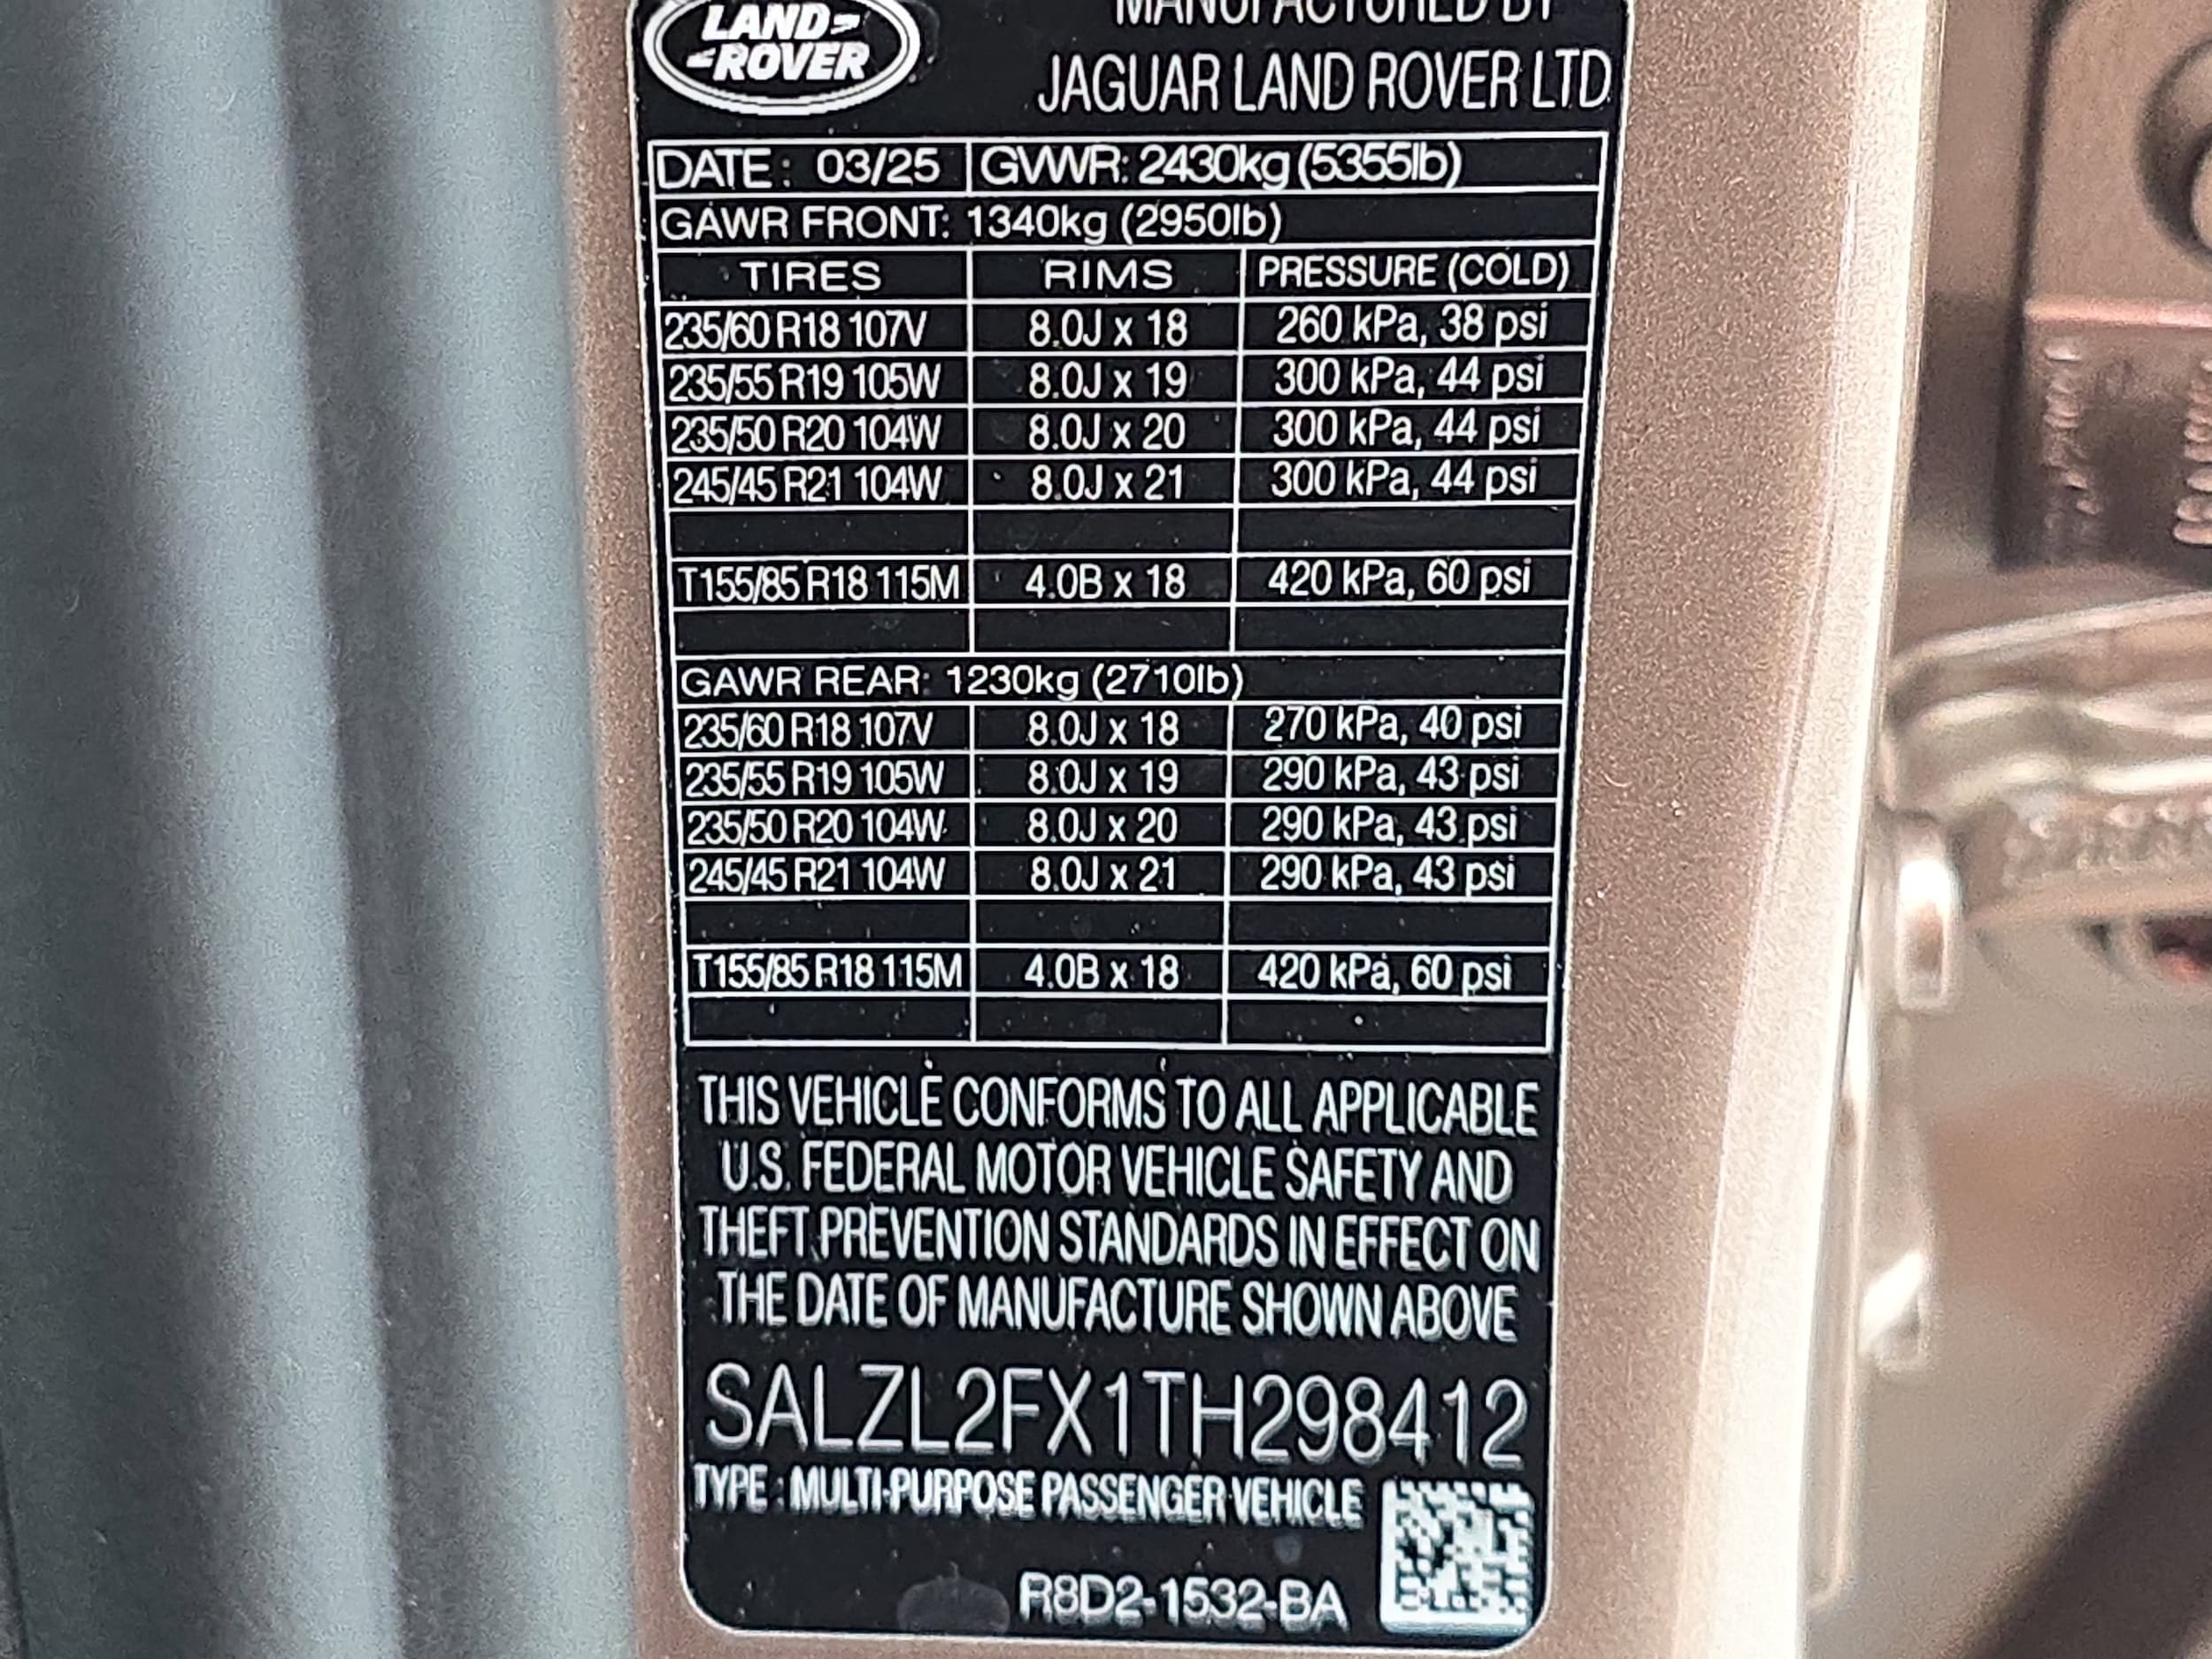 LAND
ROVER
MANUFACTURED BY
JAGUAR LAND ROVER LTD
DATE: 03/25 GVWR: 2430kg (5355lb)
GAWR FRONT: 1340kg (2950lb)
TIRES RIMS PRESSURE (COLD)
235/60 R18 107V 8.0J x 18 260 kPa, 38 psi
235/55 R19 105W 8.0J x 19 300 kPa, 44 psi
235/50 R20 104W 8.0J x 20 300 kPa, 44 psi
245/45 R21 104W 8.0J x 21 300 kPa, 44 psi
T155/85 R18 115M 4.0B x 18 420 kPa, 60 psi
GAWR REAR: 1230kg (2710lb)
235/60 R18 107V 8.0J x 18 270 kPa, 40 psi
235/55 R19 105W 8.0J x 19 290 kPa, 43 psi
235/50 R20 104W 8.0J x 20 290 kPa, 43 psi
245/45 R21 104W 8.0J x 21 290 kPa, 43 psi
T155/85 R18 115M 4.0B x 18 420 kPa, 60 psi
THIS VEHICLE CONFORMS TO ALL APPLICABLE
U.S. FEDERAL MOTOR VEHICLE SAFETY AND
THEFT PREVENTION STANDARDS IN EFFECT ON
THE DATE OF MANUFACTURE SHOWN ABOVE
SALZL2FX1TH298412
TYPE : MULTI-PURPOSE PASSENGER VEHICLE
R8D2-1532-BA